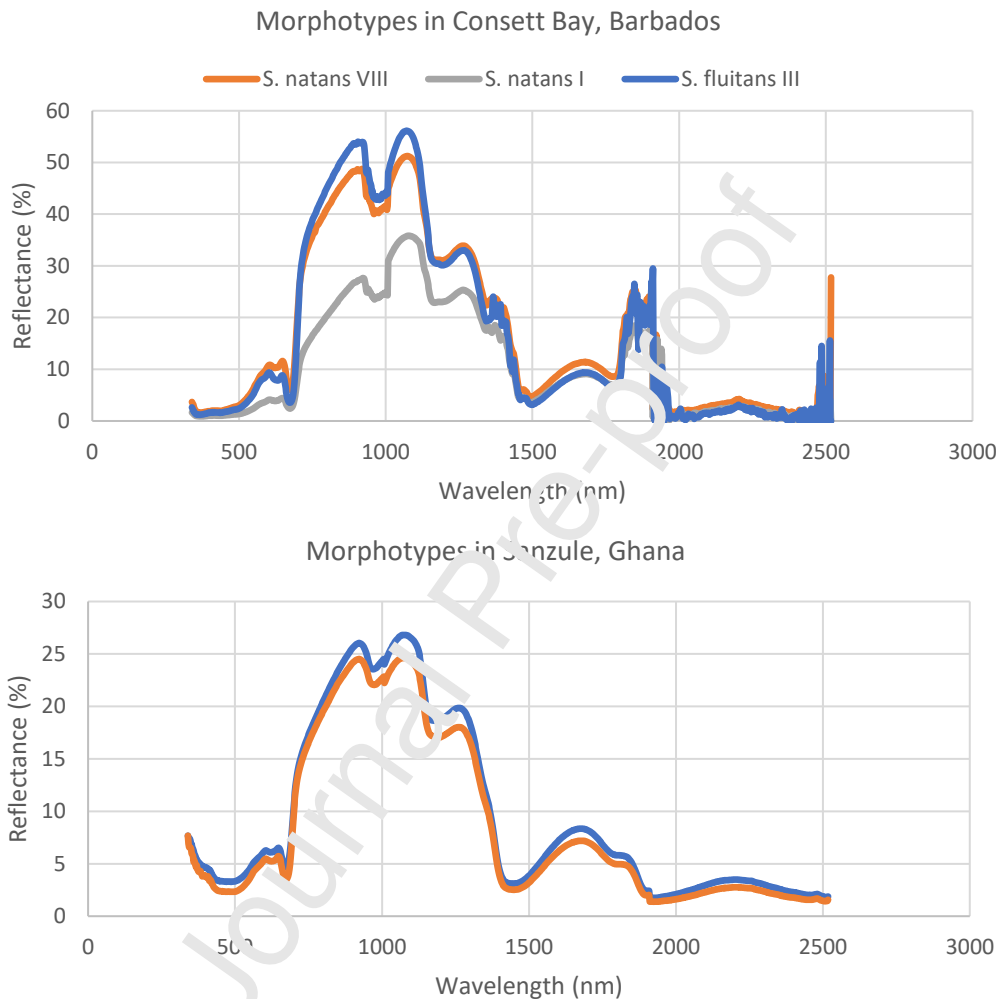 Morphotypes in Consett Bay, Barbados
S. natans VIII S. natans I S. fluitans III
60
50
40
30
20
10
0
Reflectance (%)
0 500 1000 1500 2000 2500 3000
Wavelength (nm)
Morphotypes in Sanzule, Ghana
30
25
20
15
10
5
0
Reflectance (%)
0 500 1000 1500 2000 2500 3000
Wavelength (nm)
Journal Pre-proof